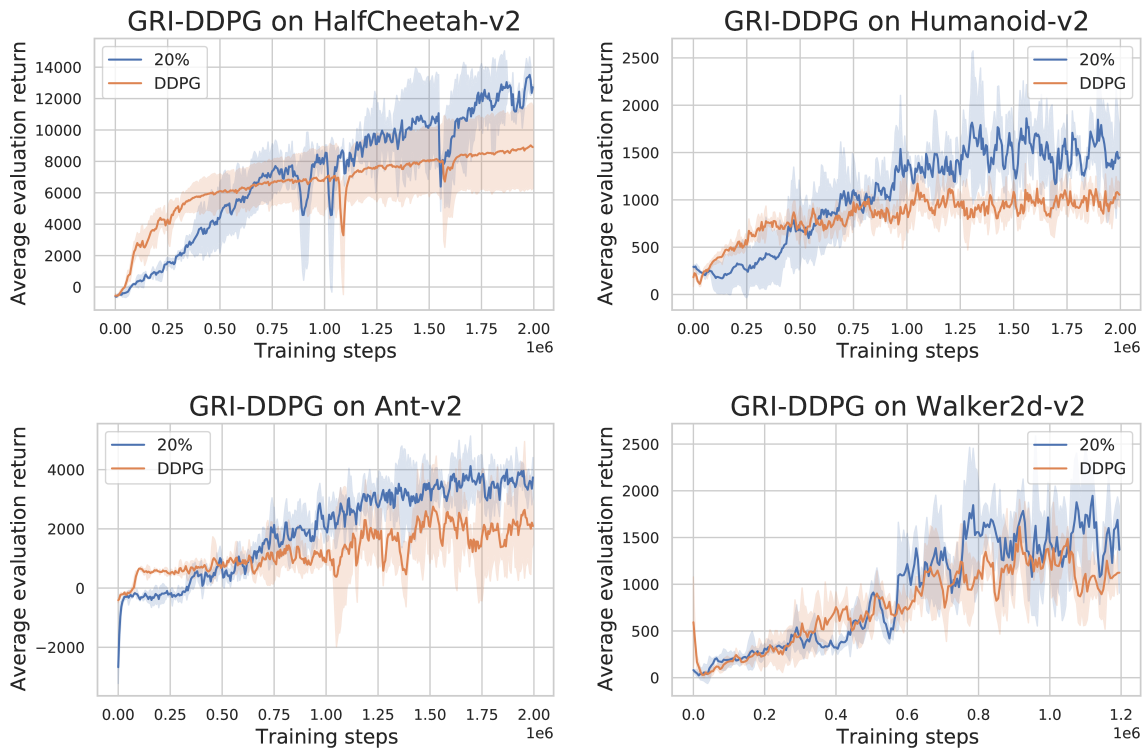 GRI-DDPG on HalfCheetah-v2
Average evaluation return
14000
12000
10000
8000
6000
4000
2000
0
20%
DDPG
0.00 0.25 0.50 0.75 1.00 1.25 1.50 1.75 2.00
1e6
Training steps
GRI-DDPG on Humanoid-v2
Average evaluation return
2500
2000
1500
1000
500
0
20%
DDPG
0.00 0.25 0.50 0.75 1.00 1.25 1.50 1.75 2.00
1e6
Training steps
GRI-DDPG on Ant-v2
Average evaluation return
4000
2000
0
−2000
20%
DDPG
0.00 0.25 0.50 0.75 1.00 1.25 1.50 1.75 2.00
1e6
Training steps
GRI-DDPG on Walker2d-v2
Average evaluation return
2500
2000
1500
1000
500
0
20%
DDPG
0.0 0.2 0.4 0.6 0.8 1.0 1.2
1e6
Training steps